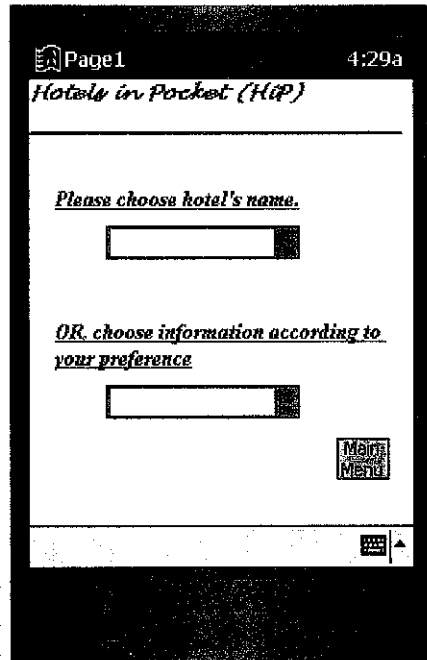 Page1 4:29a
Hotels in Pocket (HiP)
Please choose hotel's name.
OR, choose information according to
your preference
Main
Menu